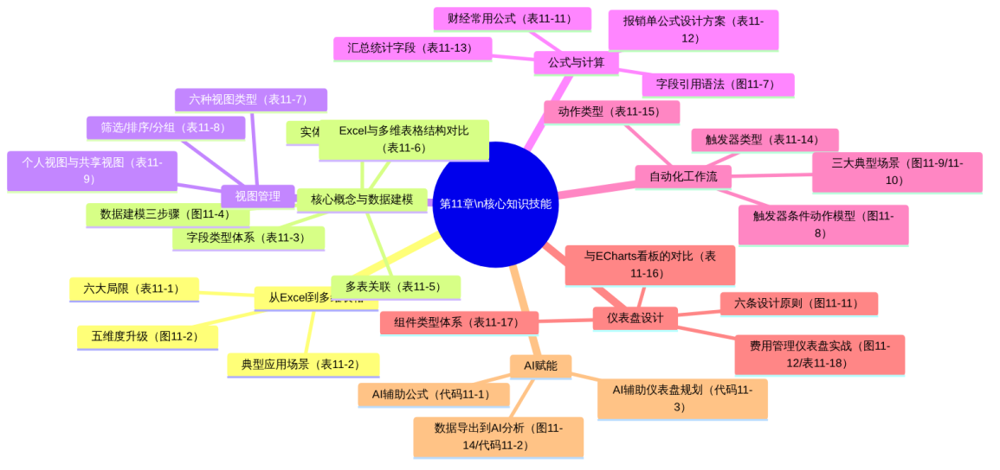 第11章\n核心知识技能
从Excel到多维表格
六大局限（表11-1）
五维度升级（图11-2）
典型应用场景（表11-2）
核心概念与数据建模
实体
Excel与多维表格结构对比
（表11-6）
数据建模三步骤（图11-4）
字段类型体系（表11-3）
多表关联（表11-5）
视图管理
六种视图类型（表11-7）
筛选/排序/分组（表11-8）
个人视图与共享视图（表11-
9）
公式与计算
财经常用公式（表11-11）
报销单公式设计方案（表11-
12）
汇总统计字段（表11-13）
字段引用语法（图11-7）
自动化工作流
动作类型（表11-15）
触发器类型（表11-14）
三大典型场景（图11-9/11-
10）
触发器条件动作模型（图11-
8）
仪表盘设计
与ECharts看板的对比（表
11-16）
六条设计原则（图11-11）
组件类型体系（表11-17）
费用管理仪表盘实战（图11-
12/表11-18）
AI赋能
AI辅助公式（代码11-1）
AI辅助仪表盘规划（代码11-
3）
数据导出到AI分析（图11-
14/代码11-2）